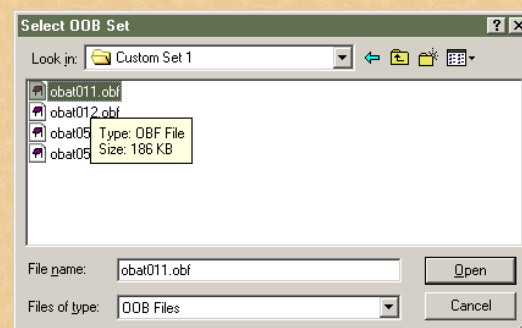 Select OOB Set
Look in: Custom Set 1
obat011.obf
obat012.obf
obat05
obat05
Type: OBF File
Size: 186 KB
File name: obat011.obf
Open
Files of type: OOB Files
Cancel